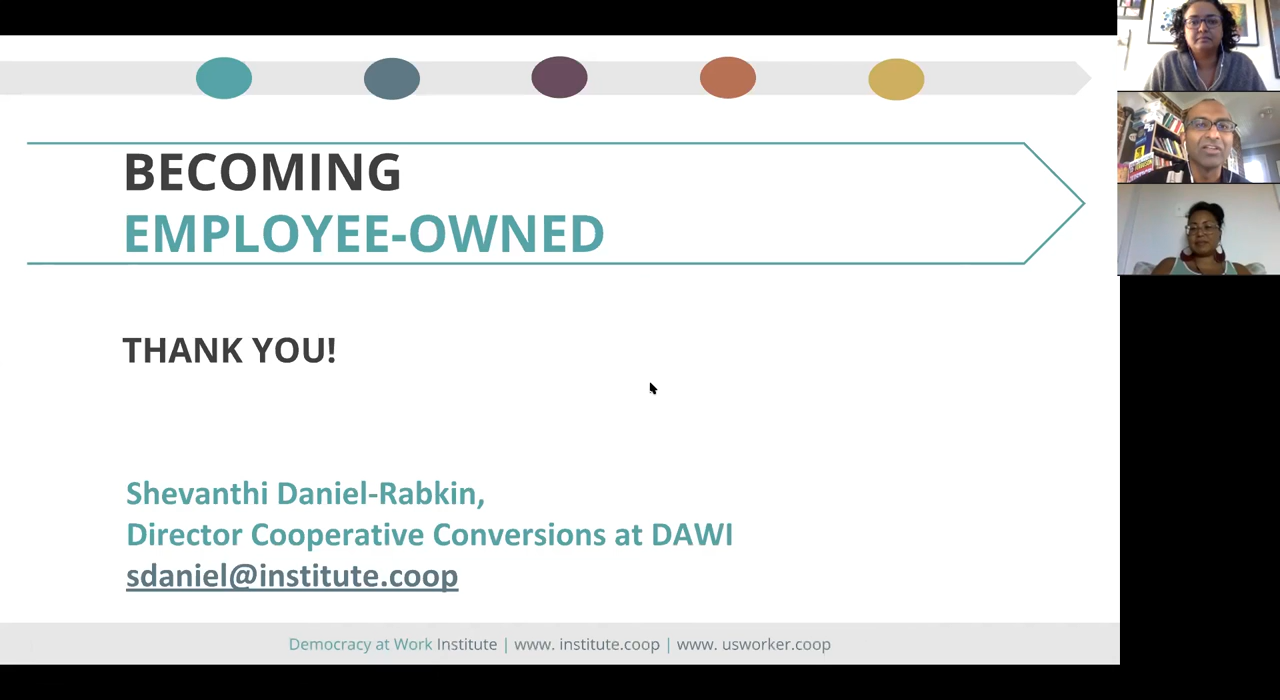 BECOMING
EMPLOYEE-OWNED
THANK YOU!
Shevanthi Daniel-Rabkin,
Director Cooperative Conversions at DAWI
sdaniel@institute.coop
Democracy at Work Institute | www. institute.coop | www. usworker.coop